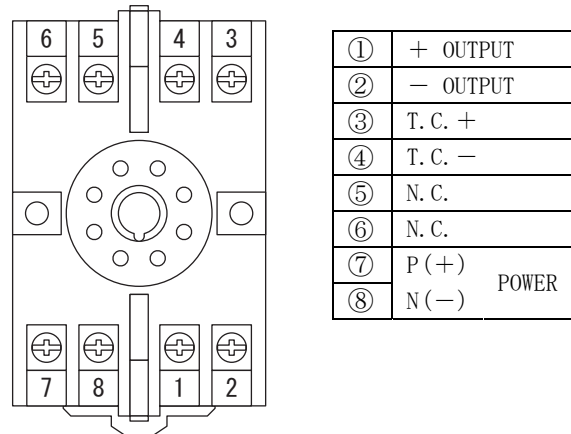 6 5 4 3
7 8 1 2
① + OUTPUT
② − OUTPUT
③ T.C.+
④ T.C.−
⑤ N.C.
⑥ N.C.
⑦ P(+) POWER
⑧ N(−)